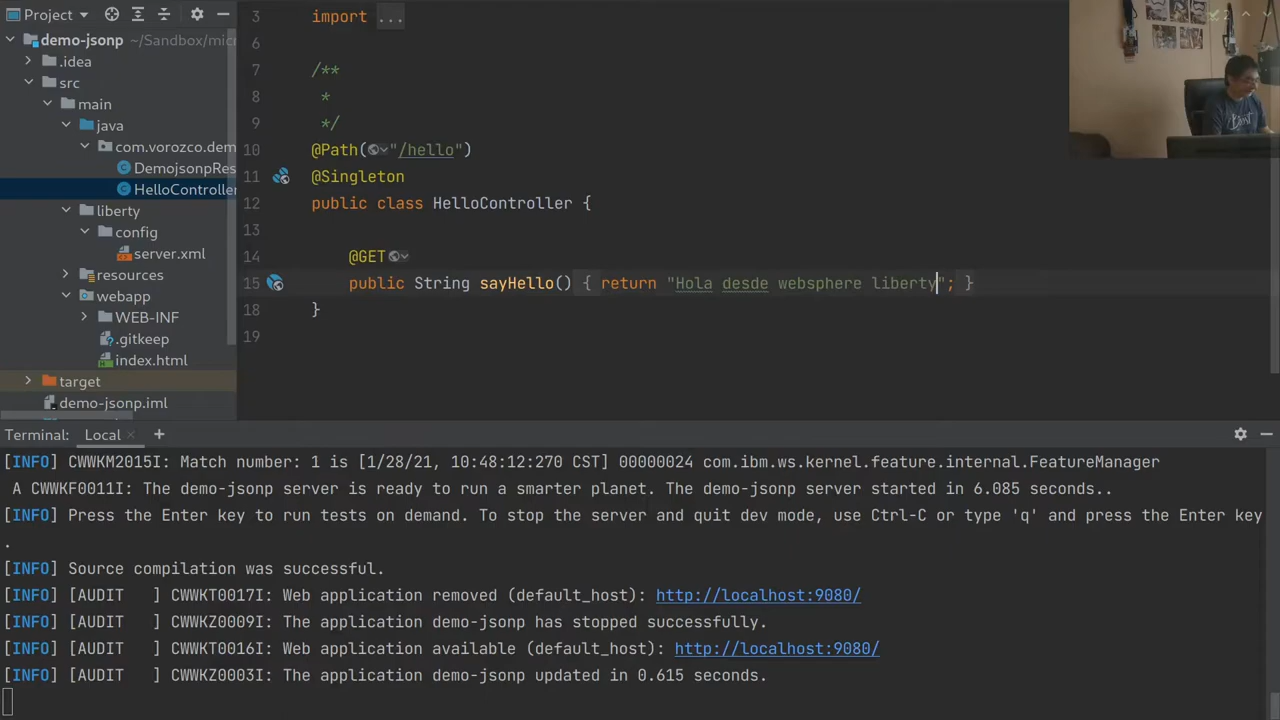 Project
demo-jsonp ~/Sandbox/mic
.idea
src
main
java
com.vorozco.dem
DemojsonpRes
HelloController
liberty
config
server.xml
resources
webapp
WEB-INF
.gitkeep
index.html
target
demo-jsonp.iml
3 import ...
6
7 /**
8 *
9 */
10 @Path("/hello")
11 @Singleton
12 public class HelloController {
13
14 @GET
15 public String sayHello() { return "Hola desde websphere liberty"; }
18 }
19
2
Terminal: Local
[INFO] CWWKM2015I: Match number: 1 is [1/28/21, 10:48:12:270 CST] 00000024 com.ibm.ws.kernel.feature.internal.FeatureManager
A CWWKF0011I: The demo-jsonp server is ready to run a smarter planet. The demo-jsonp server started in 6.085 seconds..
[INFO] Press the Enter key to run tests on demand. To stop the server and quit dev mode, use Ctrl-C or type 'q' and press the Enter key
.
[INFO] Source compilation was successful.
[INFO] [AUDIT   ] CWWKT0017I: Web application removed (default_host): http://localhost:9080/
[INFO] [AUDIT   ] CWWKZ0009I: The application demo-jsonp has stopped successfully.
[INFO] [AUDIT   ] CWWKT0016I: Web application available (default_host): http://localhost:9080/
[INFO] [AUDIT   ] CWWKZ0003I: The application demo-jsonp updated in 0.615 seconds.